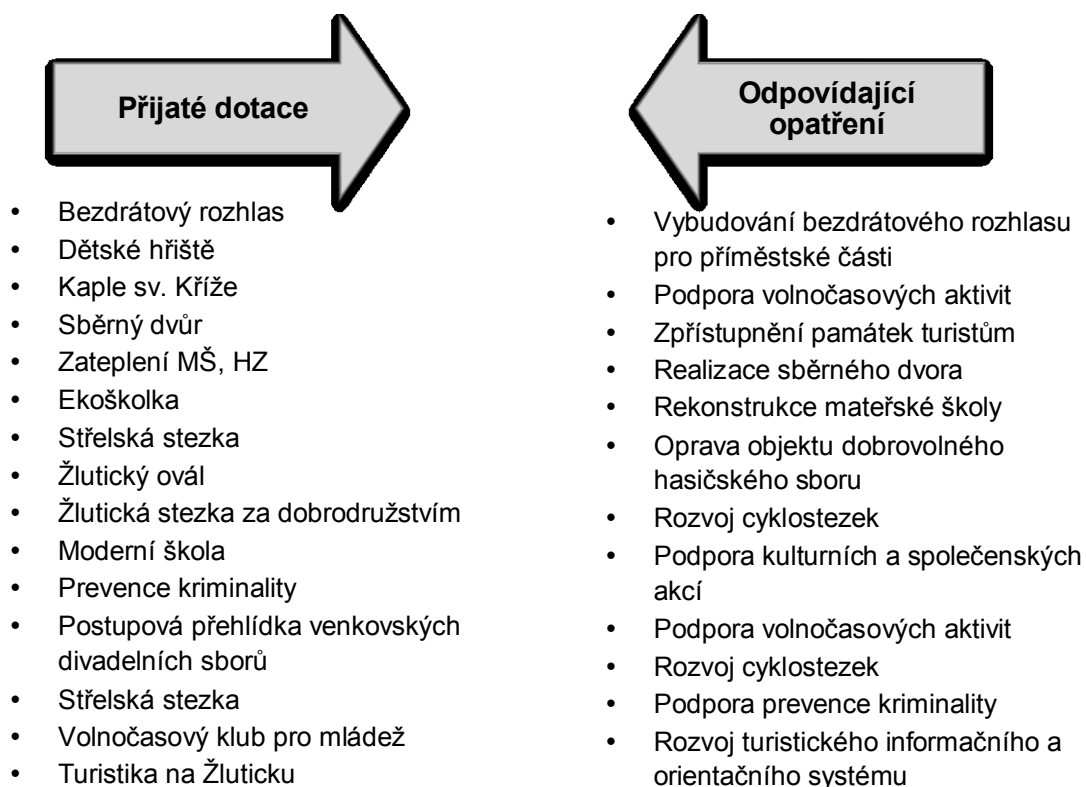 Přijaté dotace
• Bezdrátový rozhlas
• Dětské hřiště
• Kaple sv. Kříže
• Sběrný dvůr
• Zateplení MŠ, HZ
• Ekoškolka
• Střelská stezka
• Žlutický ovál
• Žlutická stezka za dobrodružstvím
• Moderní škola
• Prevence kriminality
• Postupová přehlídka venkovských
divadelních sborů
• Střelská stezka
• Volnočasový klub pro mládež
• Turistika na Žluticku
Odpovídající
opatření
• Vybudování bezdrátového rozhlasu
pro příměstské části
• Podpora volnočasových aktivit
• Zpřístupnění památek turistům
• Realizace sběrného dvora
• Rekonstrukce mateřské školy
• Oprava objektu dobrovolného
hasičského sboru
• Rozvoj cyklostezek
• Podpora kulturních a společenských
akcí
• Podpora volnočasových aktivit
• Rozvoj cyklostezek
• Podpora prevence kriminality
• Rozvoj turistického informačního a
orientačního systému